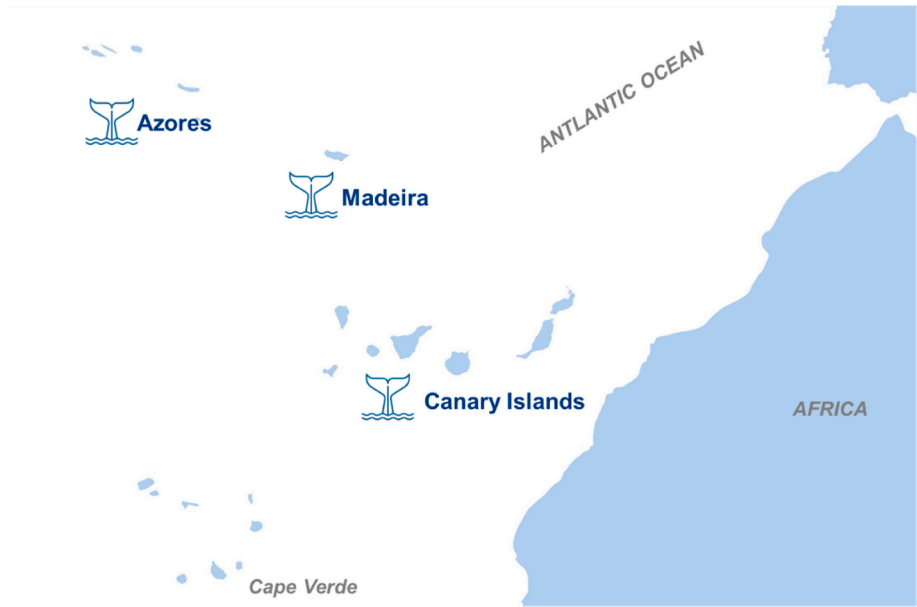 ANTLANTIC OCEAN
Azores
Madeira
Canary Islands
AFRICA
Cape Verde